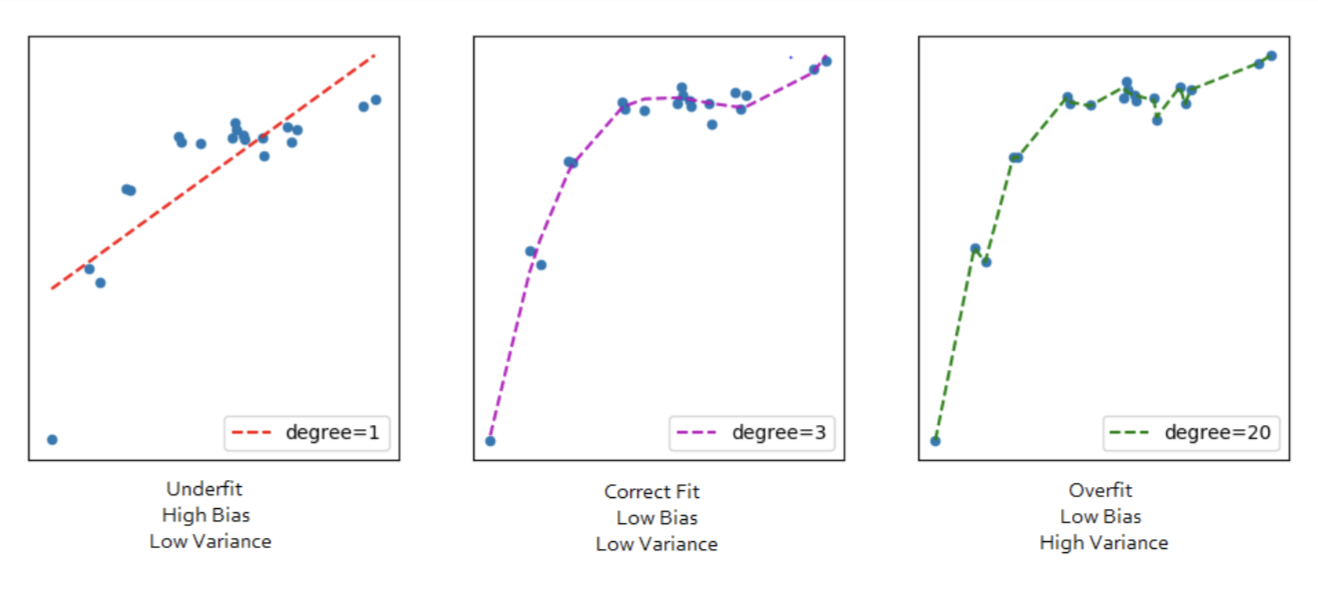 degree=1
degree=3
degree=20
Underfit
High Bias
Low Variance
Correct Fit
Low Bias
Low Variance
Overfit
Low Bias
High Variance